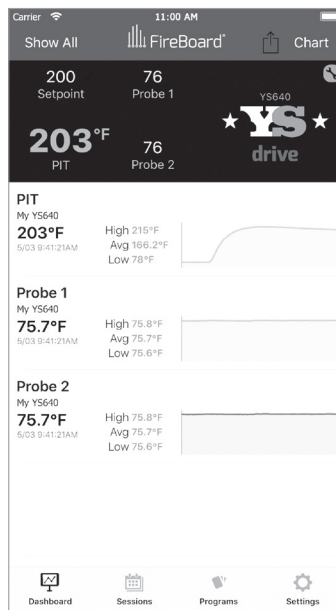 Carrier 11:00 AM
Show All FireBoard® Chart
200 76
Setpoint Probe 1
YS640
203°F
YS
drive
76
PIT Probe 2
PIT
My YS640
203°F
5/03 9:41:21AM
High 215°F
Avg 166.2°F
Low 78°F
Probe 1
My YS640
75.7°F
5/03 9:41:21AM
High 75.8°F
Avg 75.7°F
Low 75.6°F
Probe 2
My YS640
75.7°F
5/03 9:41:21AM
High 75.8°F
Avg 75.7°F
Low 75.6°F
Dashboard Sessions Programs Settings